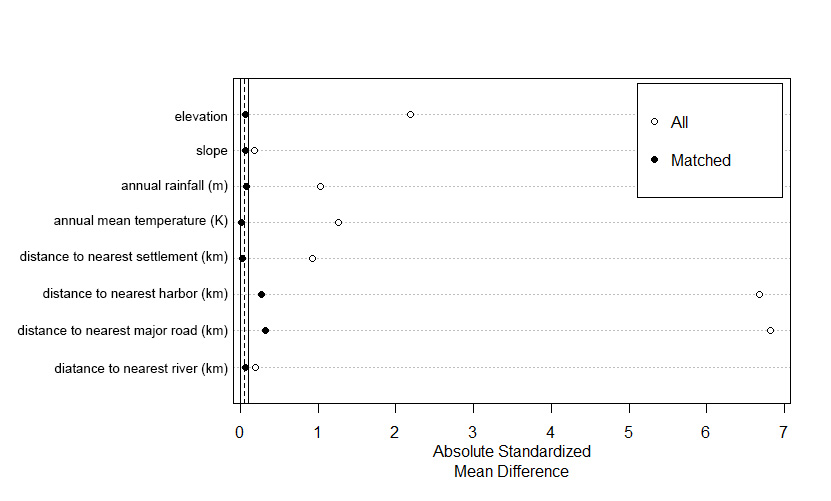 elevation
slope
annual rainfall (m)
annual mean temperature (K)
distance to nearest settlement (km)
distance to nearest harbor (km)
distance to nearest major road (km)
diatance to nearest river (km)
All
Matched
0 1 2 3 4 5 6 7
Absolute Standardized
Mean Difference